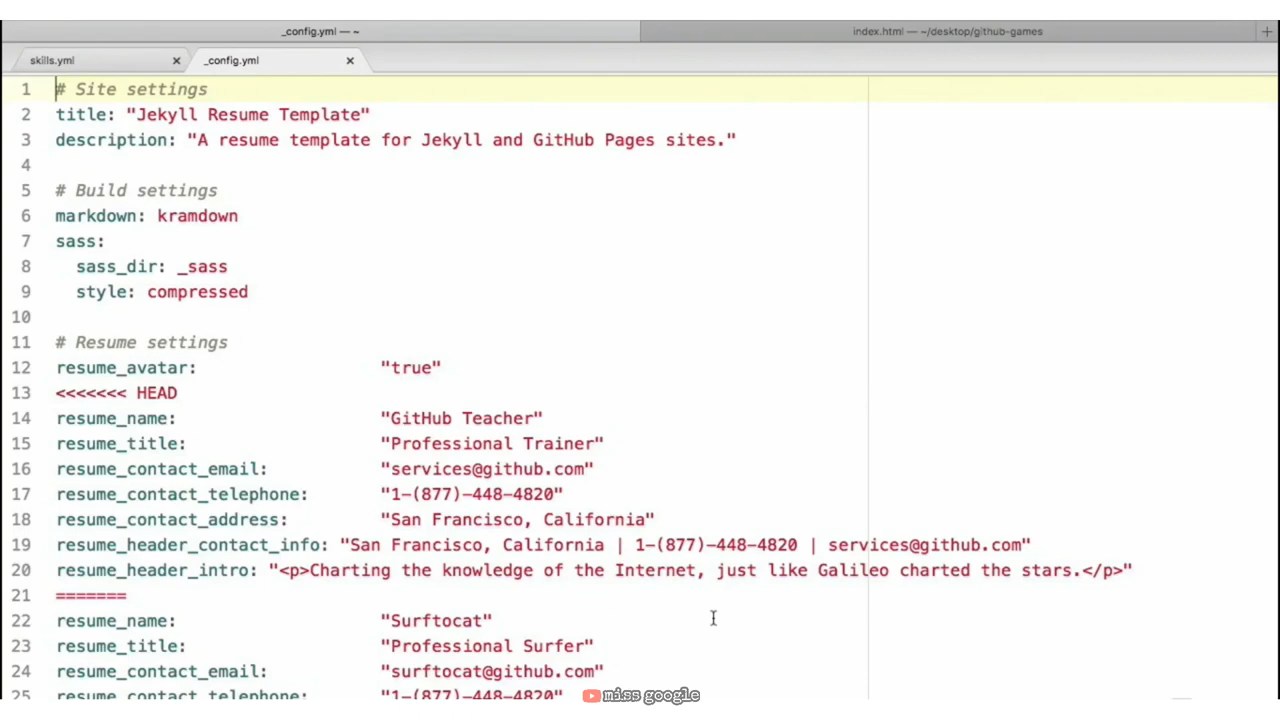 _config.yml — ~
index.html — ~/desktop/github-games
skills.yml
_config.yml
1 # Site settings
2 title: "Jekyll Resume Template"
3 description: "A resume template for Jekyll and GitHub Pages sites."
4
5 # Build settings
6 markdown: kramdown
7 sass:
8 sass_dir: _sass
9 style: compressed
10
11 # Resume settings
12 resume_avatar: "true"
13 <<<<<<< HEAD
14 resume_name: "GitHub Teacher"
15 resume_title: "Professional Trainer"
16 resume_contact_email: "services@github.com"
17 resume_contact_telephone: "1-(877)-448-4820"
18 resume_contact_address: "San Francisco, California"
19 resume_header_contact_info: "San Francisco, California | 1-(877)-448-4820 | services@github.com"
20 resume_header_intro: "<p>Charting the knowledge of the Internet, just like Galileo charted the stars.</p>"
21 =======
22 resume_name: "Surftocat"
23 resume_title: "Professional Surfer"
24 resume_contact_email: "surftocat@github.com"
25 resume_contact_telephone: "1-(877)-448-4820"
miss google